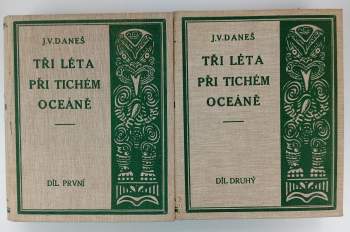 J.V. DANEŠ
TŘI LÉTA
PŘI TICHÉM
OCEÁNĚ
DÍL PRVNÍ
J.V. DANEŠ
TŘI LÉTA
PŘI TICHÉM
OCEÁNĚ
DÍL DRUHÝ